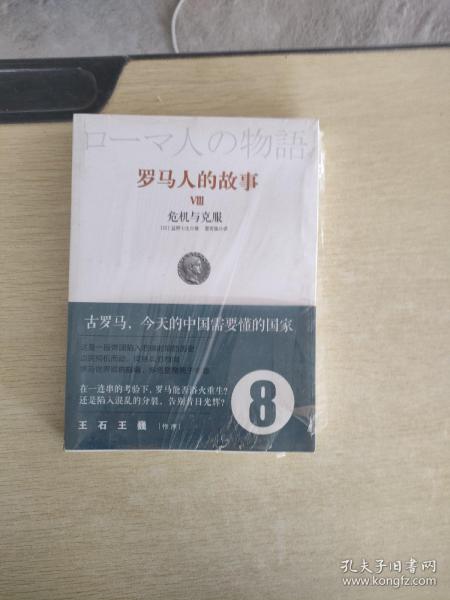 ローマ人の物語
罗马人的故事
VIII
危机与克服
古罗马，今天的中国需要懂的国家
在一连串的考验下，罗马能否浴火重生？
还是陷入混乱的分裂，告别昔日光辉？
8
王 石 王 巍 [作序]
孔夫子旧书网
www.kongfz.com